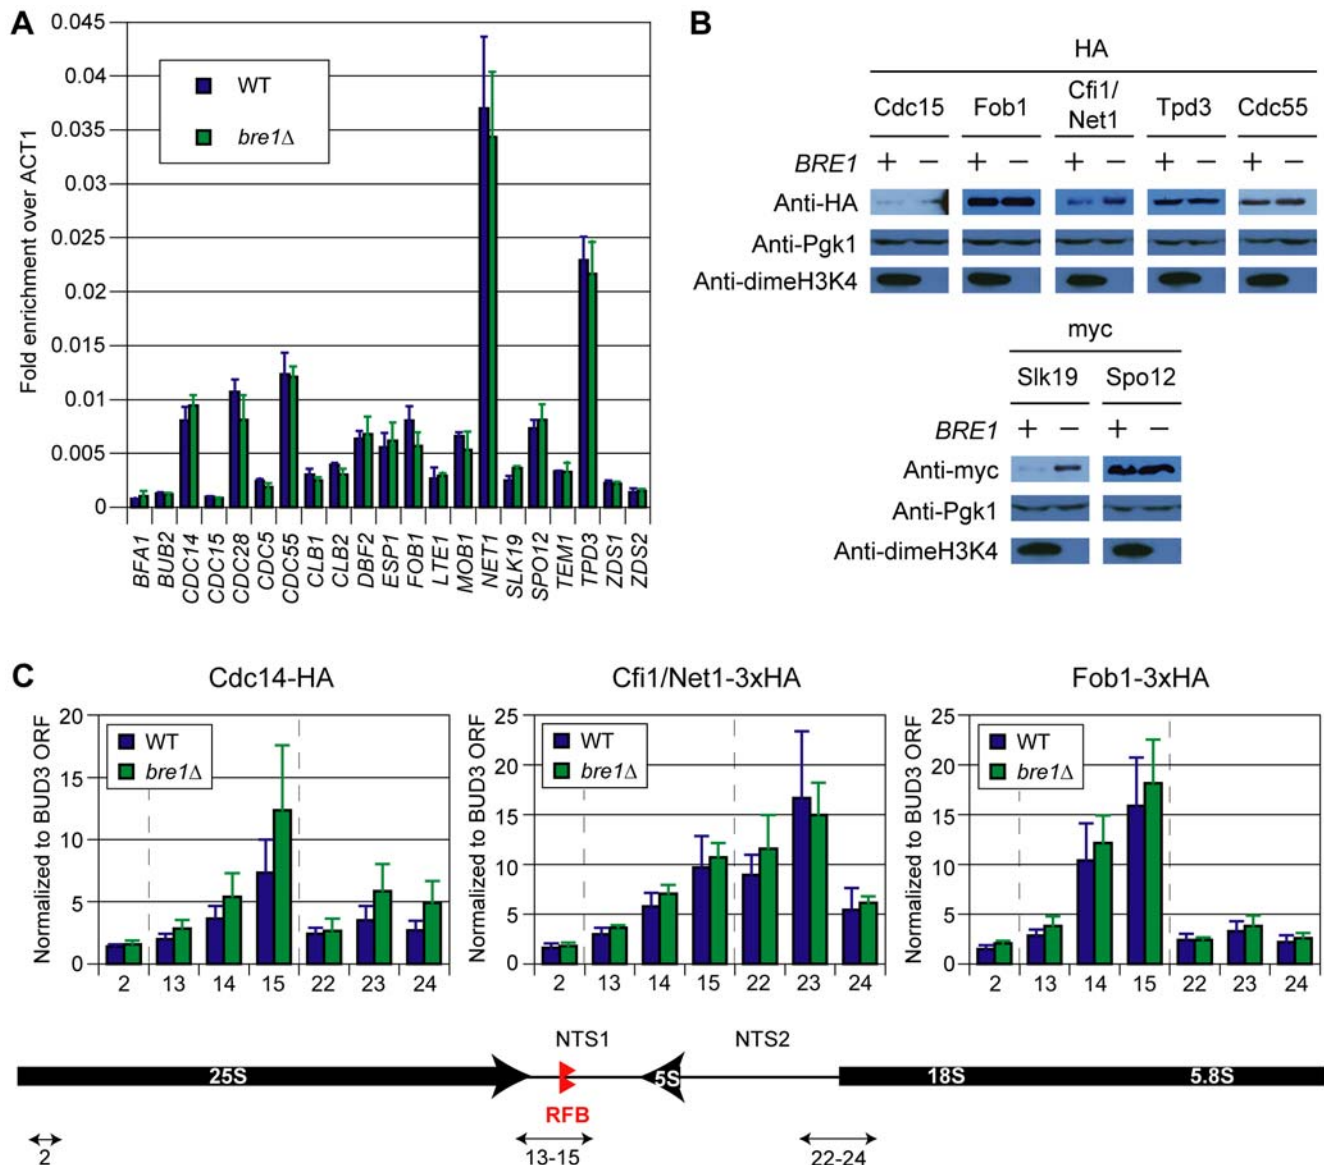 A
Fold enrichment over ACT1
0.045
0.04
0.035
0.03
0.025
0.02
0.015
0.01
0.005
0
WT
bre1Δ
BFA1
BUB2
CDC14
CDC15
CDC28
CDC5
CDC55
CLB1
CLB2
DBF2
ESP1
FOB1
LTE1
MOB1
NET1
SLK19
SPO12
TEM1
TPD3
ZDS1
ZDS2
B
HA
Cdc15 Fob1 Cfi1/ Net1 Tpd3 Cdc55
BRE1 + − + − + − + − + −
Anti-HA
Anti-Pgk1
Anti-dimeH3K4
myc
Slk19 Spo12
BRE1 + − + −
Anti-myc
Anti-Pgk1
Anti-dimeH3K4
C
Cdc14-HA
Normalized to BUD3 ORF
20
15
10
5
0
WT
bre1Δ
2 13 14 15 22 23 24
Cfi1/Net1-3xHA
Normalized to BUD3 ORF
25
20
15
10
5
0
WT
bre1Δ
2 13 14 15 22 23 24
Fob1-3xHA
Normalized to BUD3 ORF
25
20
15
10
5
0
WT
bre1Δ
2 13 14 15 22 23 24
NTS1 NTS2
25S 5S 18S 5.8S
RFB
2 13-15 22-24